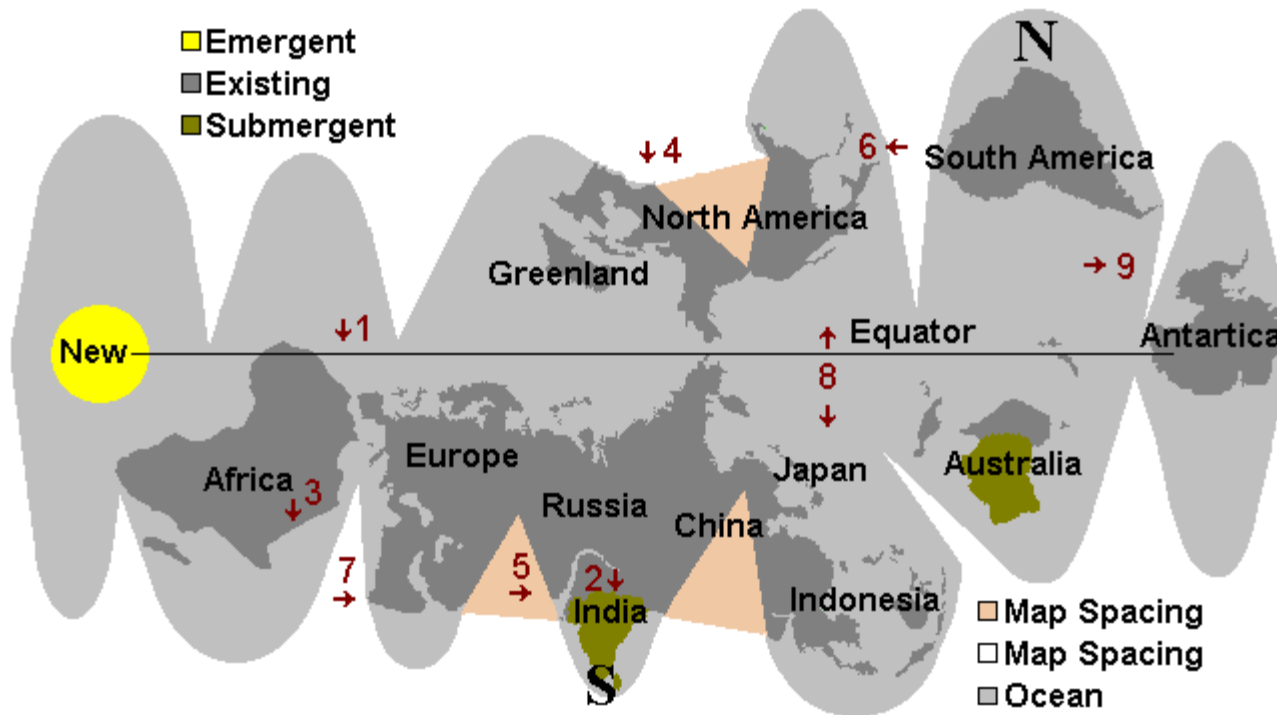 N
Emergent
Existing
Submergent
4
6
South America
North America
Greenland
9
1
New
Equator
Antartica
8
Europe
Africa
3
Japan
Australia
Russia
China
7
5
2
India
Indonesia
S
Map Spacing
Map Spacing
Ocean